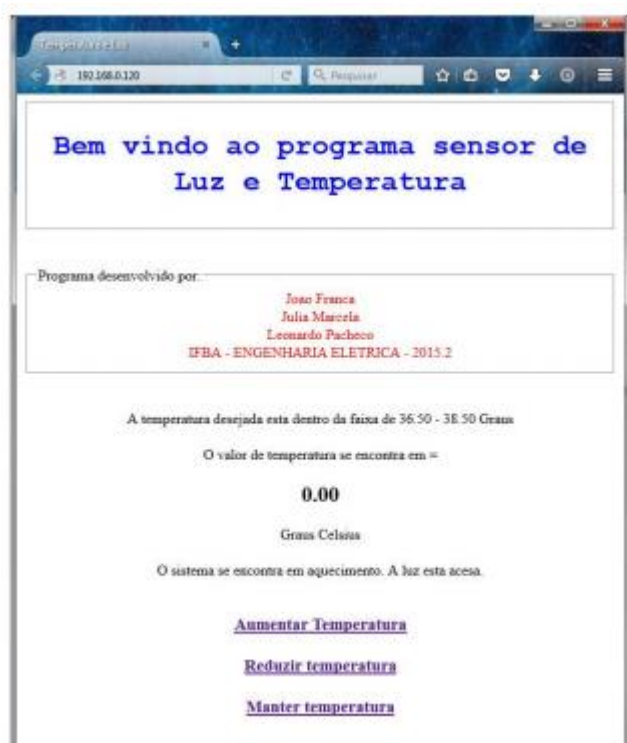 Temperatura e Luz
192.168.0.120
Pesquisar
Bem vindo ao programa sensor de
Luz e Temperatura
Programa desenvolvido por:
Joao Franca
Julia Marcela
Leonardo Pacheco
IFBA - ENGENHARIA ELETRICA - 2015.2
A temperatura desejada esta dentro da faixa de 36.50 - 38.50 Graus
O valor de temperatura se encontra em =
0.00
Graus Celsius
O sistema se encontra em aquecimento. A luz esta acesa.
Aumentar Temperatura
Reduzir temperatura
Manter temperatura